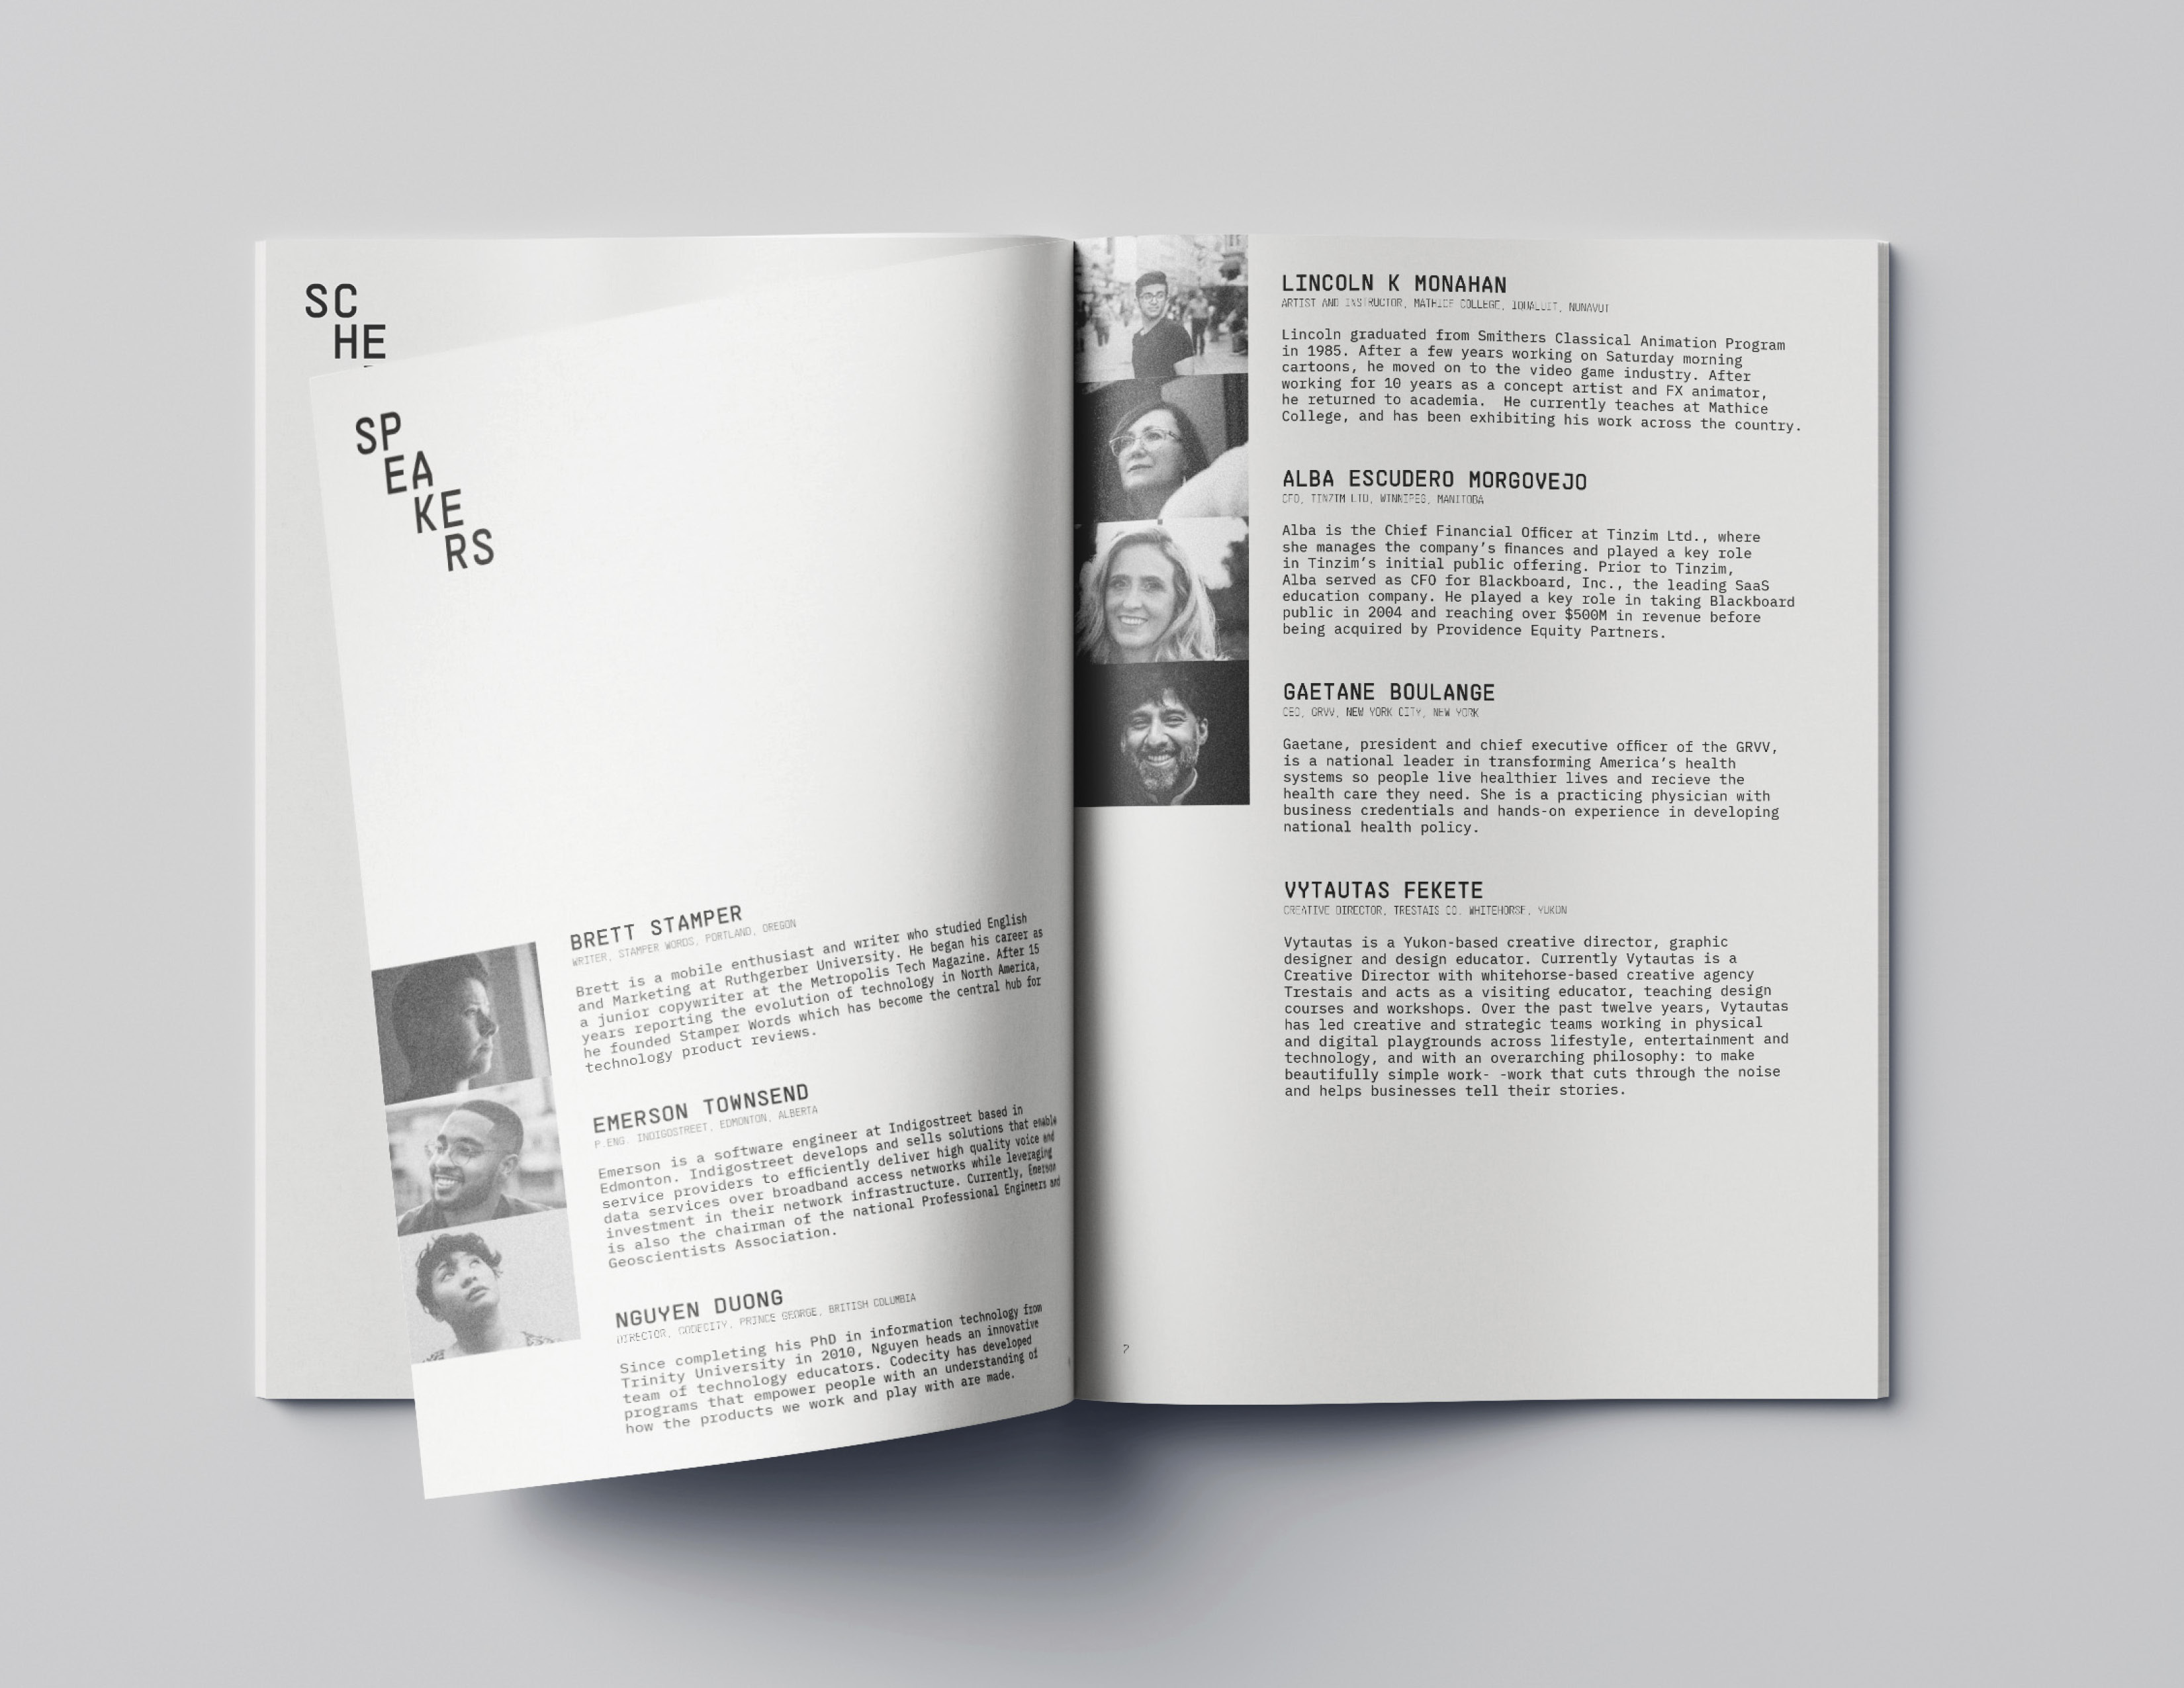 SC
HE
SP
EA
KE
RS
BRETT STAMPER
WRITER, STAMPER WORDS, PORTLAND, OREGON
Brett is a mobile enthusiast and writer who studied English
and Marketing at Ruthgerber University. He began his career as
a junior copywriter at the Metropolis Tech Magazine. After 15
years reporting the evolution of technology in North America,
he founded Stamper Words which has become the central hub for
technology product reviews.
EMERSON TOWNSEND
P.ENG. INDIGOSTREET, EDMONTON, ALBERTA
Emerson is a software engineer at Indigostreet based in
Edmonton. Indigostreet develops and sells solutions that enable
service providers to efficiently deliver high quality voice and
data services over broadband access networks while leveraging
investment in their network infrastructure. Currently, Emerson
is also the chairman of the national Professional Engineers and
Geoscientists Association.
NGUYEN DUONG
DIRECTOR, CODECITY, PRINCE GEORGE, BRITISH COLUMBIA
Since completing his PhD in information technology from
Trinity University in 2010, Nguyen heads an innovative
team of technology educators. Codecity has developed
programs that empower people with an understanding of
how the products we work and play with are made.
LINCOLN K MONAHAN
ARTIST AND INSTRUCTOR, MATHICE COLLEGE, IQUALUIT, NUNAVUT
Lincoln graduated from Smithers Classical Animation Program
in 1985. After a few years working on Saturday morning
cartoons, he moved on to the video game industry. After
working for 10 years as a concept artist and FX animator,
he returned to academia. He currently teaches at Mathice
College, and has been exhibiting his work across the country.
ALBA ESCUDERO MORGOVEJO
CFO, TINZIM LTD, WINNIPEG, MANITOBA
Alba is the Chief Financial Officer at Tinzim Ltd., where
she manages the company's finances and played a key role
in Tinzim's initial public offering. Prior to Tinzim,
Alba served as CFO for Blackboard, Inc., the leading SaaS
education company. He played a key role in taking Blackboard
public in 2004 and reaching over $500M in revenue before
being acquired by Providence Equity Partners.
GAETANE BOULANGE
CEO, GRVV, NEW YORK CITY, NEW YORK
Gaetane, president and chief executive officer of the GRVV,
is a national leader in transforming America's health
systems so people live healthier lives and recieve the
health care they need. She is a practicing physician with
business credentials and hands-on experience in developing
national health policy.
VYTAUTAS FEKETE
CREATIVE DIRECTOR, TRESTAIS CO. WHITEHORSE, YUKON
Vytautas is a Yukon-based creative director, graphic
designer and design educator. Currently Vytautas is a
Creative Director with whitehorse-based creative agency
Trestais and acts as a visiting educator, teaching design
courses and workshops. Over the past twelve years, Vytautas
has led creative and strategic teams working in physical
and digital playgrounds across lifestyle, entertainment and
technology, and with an overarching philosophy: to make
beautifully simple work- -work that cuts through the noise
and helps businesses tell their stories.
7